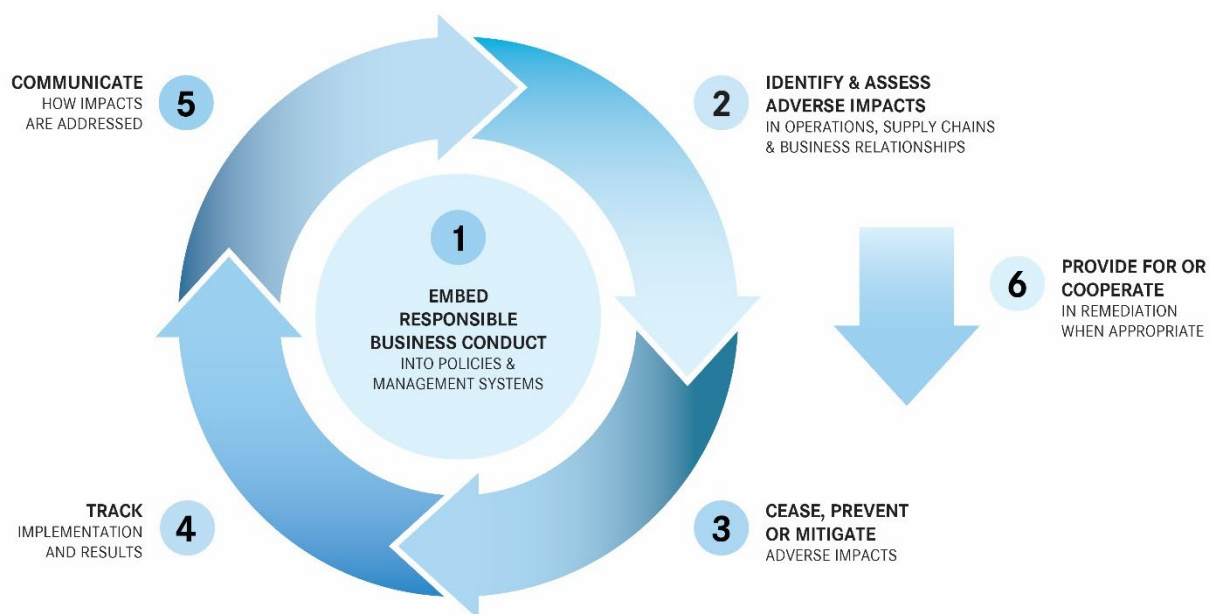 1
EMBED
RESPONSIBLE
BUSINESS CONDUCT
INTO POLICIES &
MANAGEMENT SYSTEMS
2
IDENTIFY & ASSESS
ADVERSE IMPACTS
IN OPERATIONS, SUPPLY CHAINS
& BUSINESS RELATIONSHIPS
3
CEASE, PREVENT
OR MITIGATE
ADVERSE IMPACTS
4
TRACK
IMPLEMENTATION
AND RESULTS
5
COMMUNICATE
HOW IMPACTS
ARE ADDRESSED
6
PROVIDE FOR OR
COOPERATE
IN REMEDIATION
WHEN APPROPRIATE